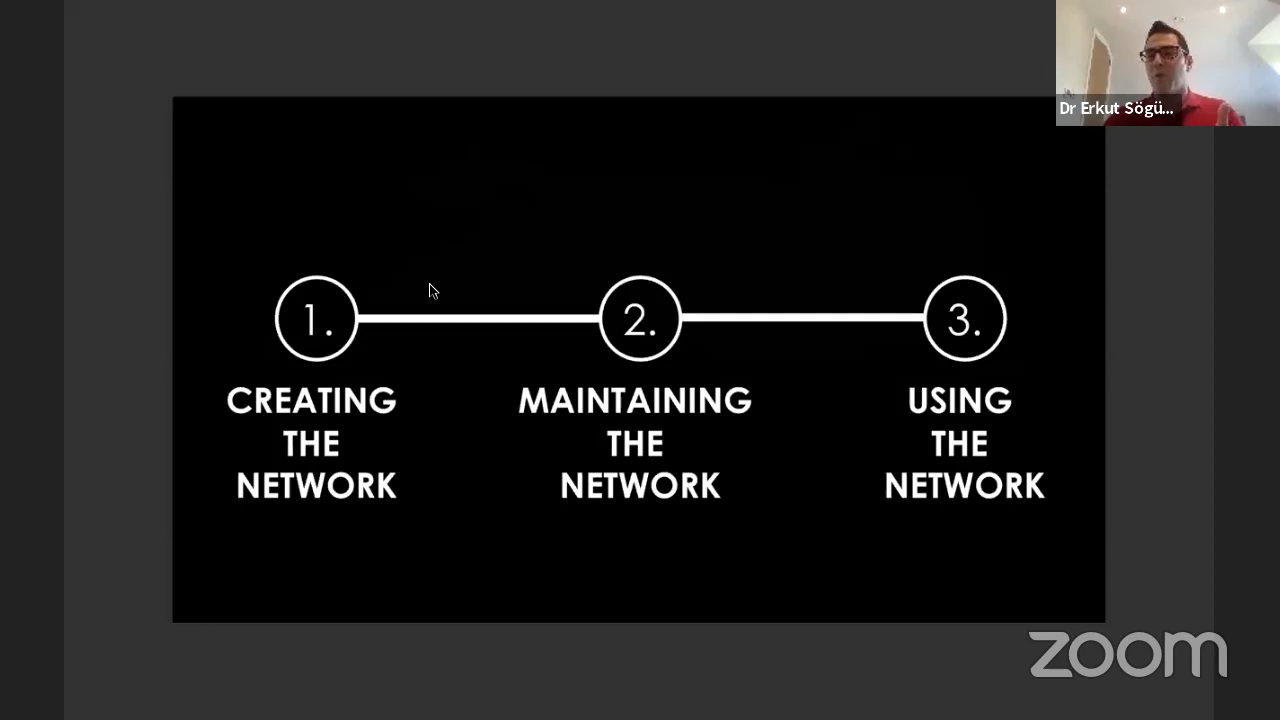 Dr Erkut Sögü...
1.
2.
3.
CREATING
THE
NETWORK
MAINTAINING
THE
NETWORK
USING
THE
NETWORK
zoom